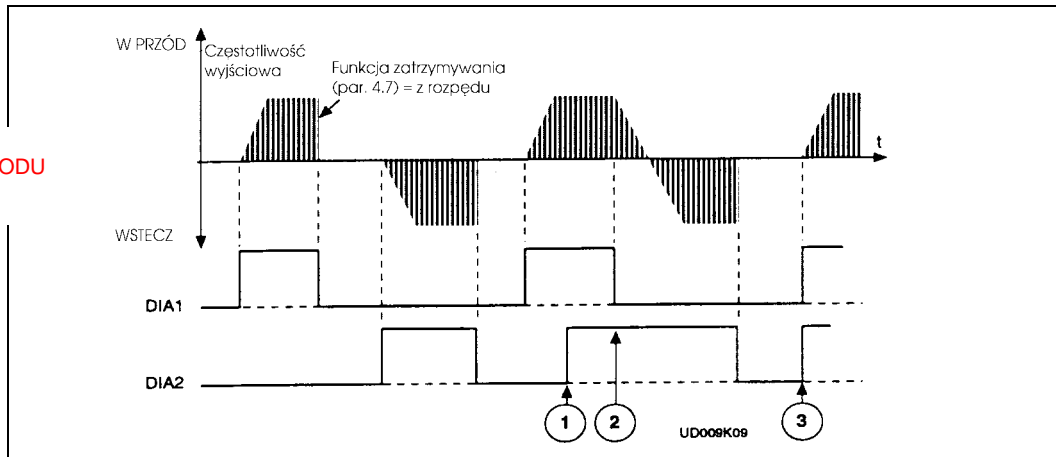 W PRZÓD
Częstotliwość
wyjściowa
Funkcja zatrzymywania
(par. 4.7) = z rozpędu
ODU
t
WSTECZ
DIA1
DIA2
1
2
3
UD009K09